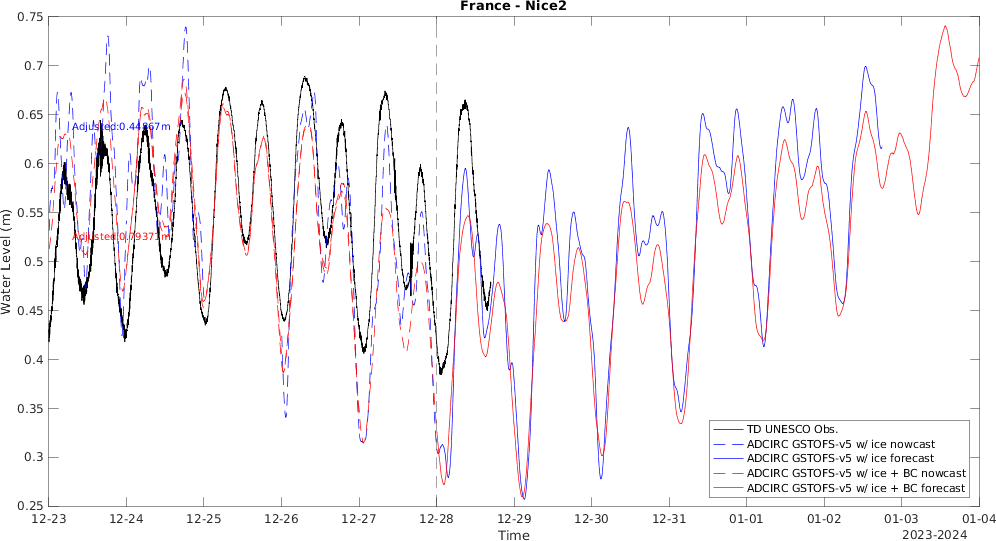 France - Nice2
0.75
0.7
0.65
0.6
0.55
0.5
0.45
0.4
0.35
0.3
0.25
Water Level (m)
Adjusted:0.44867m
Adjusted:0.79371m
TD UNESCO Obs.
ADCIRC GSTOFS-v5 w/ ice nowcast
ADCIRC GSTOFS-v5 w/ ice forecast
ADCIRC GSTOFS-v5 w/ ice + BC nowcast
ADCIRC GSTOFS-v5 w/ ice + BC forecast
12-23 12-24 12-25 12-26 12-27 12-28 12-29 12-30 12-31 01-01 01-02 01-03 01-04
Time
2023-2024